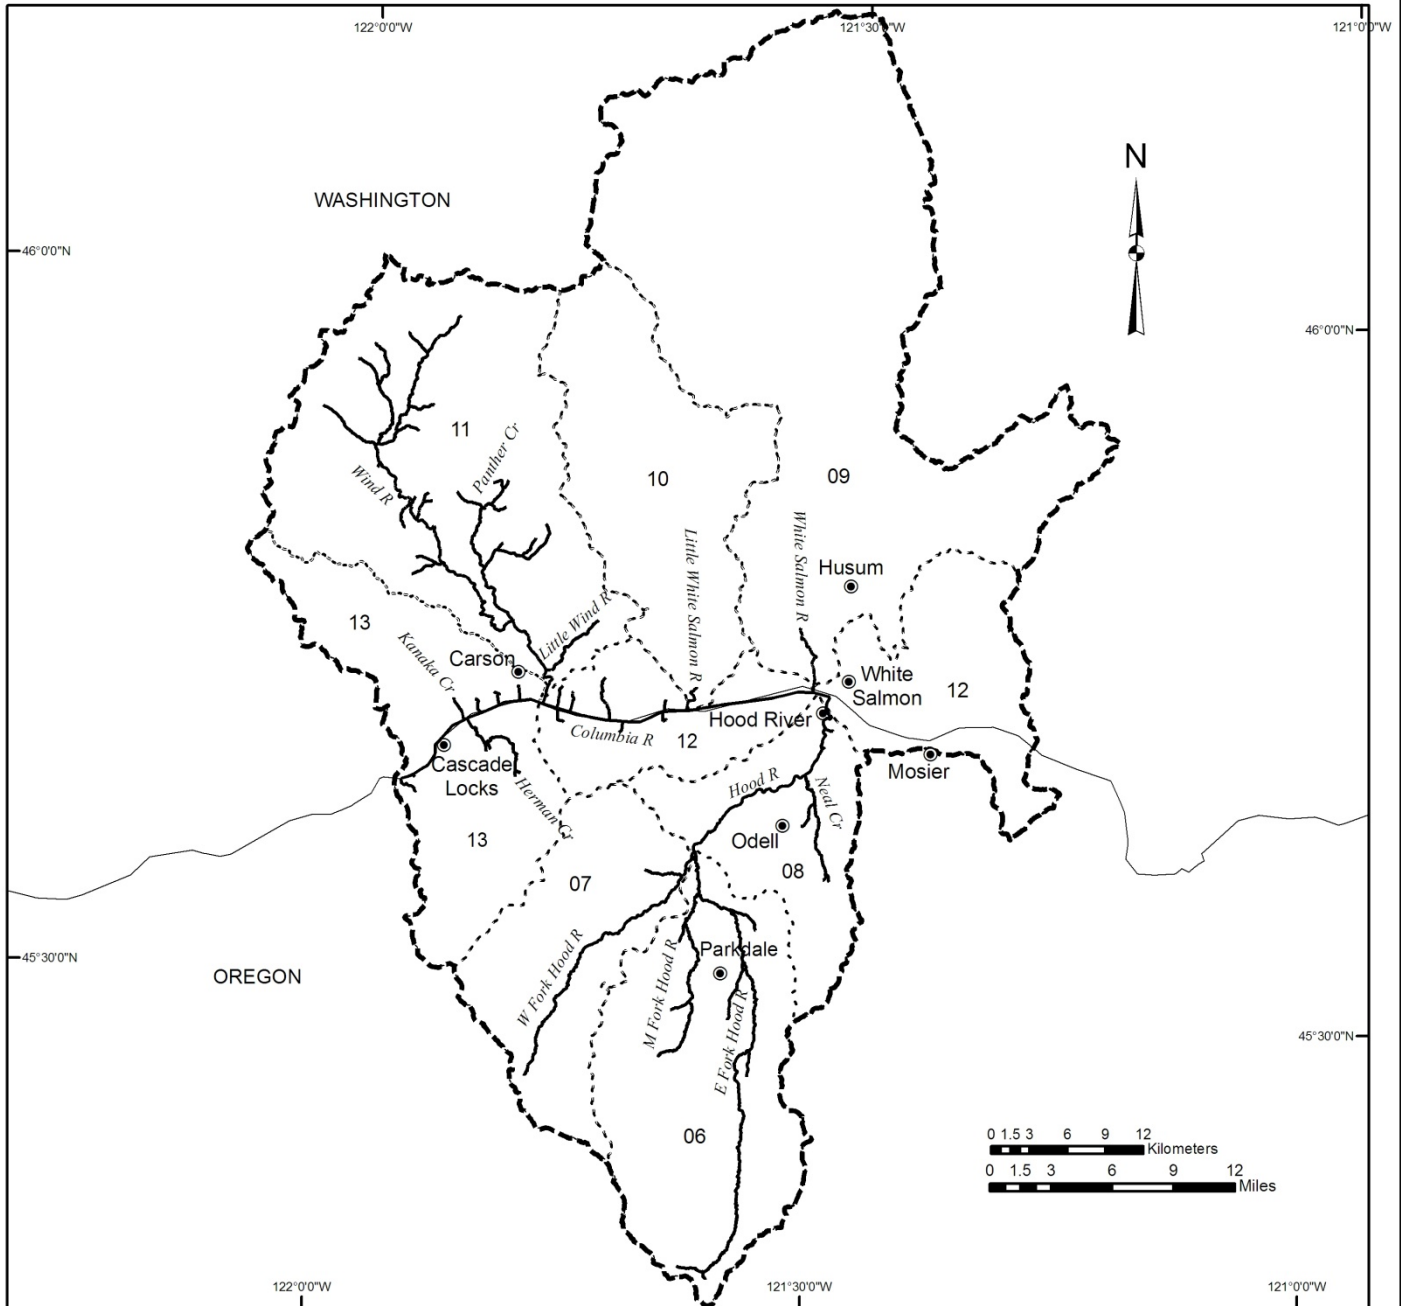 122°0'0"W
121°30'0"W
121°0'0"W
N
WASHINGTON
46°0'0"N
46°0'0"N
11
Panther Cr
Wind R
10
09
White Salmon R
Little White Salmon R
Husum
13
Little Wind R
Kanaka Cr
Carson
White
Salmon
12
Hood River
Columbia R
12
Cascade
Locks
Mosier
Hood R
Neal Cr
Herman Cr
13
Odell
07
08
45°30'0"N
OREGON
Parkdale
W Fork Hood R
M Fork Hood R
E Fork Hood R
45°30'0"N
06
0 1.5 3 6 9 12
Kilometers
0 1.5 3 6 9 12
Miles
122°0'0"W
121°30'0"W
121°0'0"W